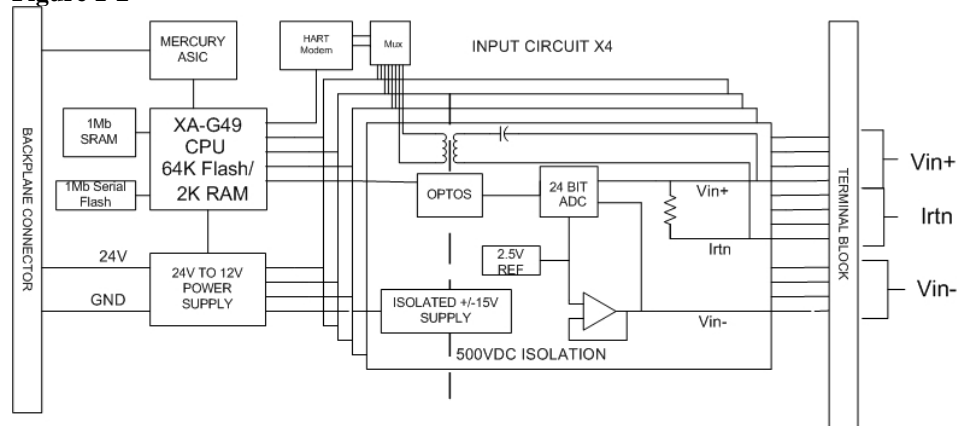 MERCURY
ASIC
HART
Modem
Mux
INPUT CIRCUIT X4
BACKPLANE CONNECTOR
1Mb
SRAM
XA-G49
CPU
64K Flash/
2K RAM
1Mb Serial
Flash
OPTOS
24 BIT
ADC
Vin+
Irtn
2.5V
REF
Vin-
24V
GND
24V TO 12V
POWER
SUPPLY
ISOLATED +/-15V
SUPPLY
500VDC ISOLATION
TERMINAL BLOCK
Vin+
Irtn
Vin-